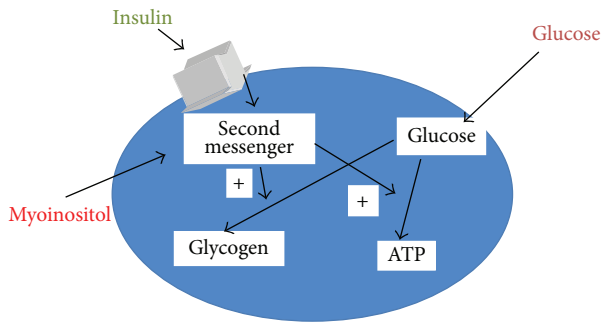 Insulin
Glucose
Second
messenger
Glucose
+
+
Myoinositol
Glycogen
ATP